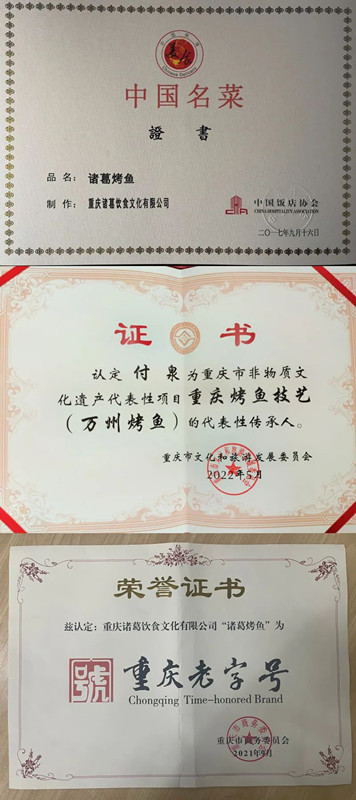 中国名菜
證書
品名：诸葛烤鱼
制作：重庆诸葛饮食文化有限公司
中国饭店协会
CHINA HOSPITALITY ASSOCIATION
二〇一七年九月十六日
证书
认定 付泉 为重庆市非物质文
化遗产代表性项目 重庆烤鱼技艺
（万州烤鱼）的代表性传承人。
重庆市文化和旅游发展委员会
2022年5月
荣誉证书
兹认定：重庆诸葛饮食文化有限公司“诸葛烤鱼”为
號
重庆老字号
Chongqing Time-honored Brand
重庆市商务委员会
2021年9月